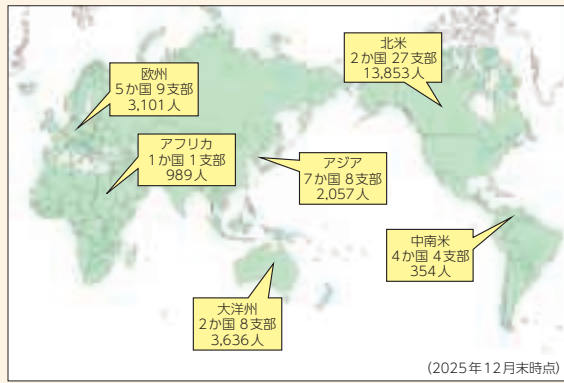 北米
2か国 27支部
13,853人
欧州
5か国 9支部
3,101人
アフリカ
1か国 1支部
989人
アジア
7か国 8支部
2,057人
中南米
4か国 4支部
354人
大洋州
2か国 8支部
3,636人
(2025年12月末時点)